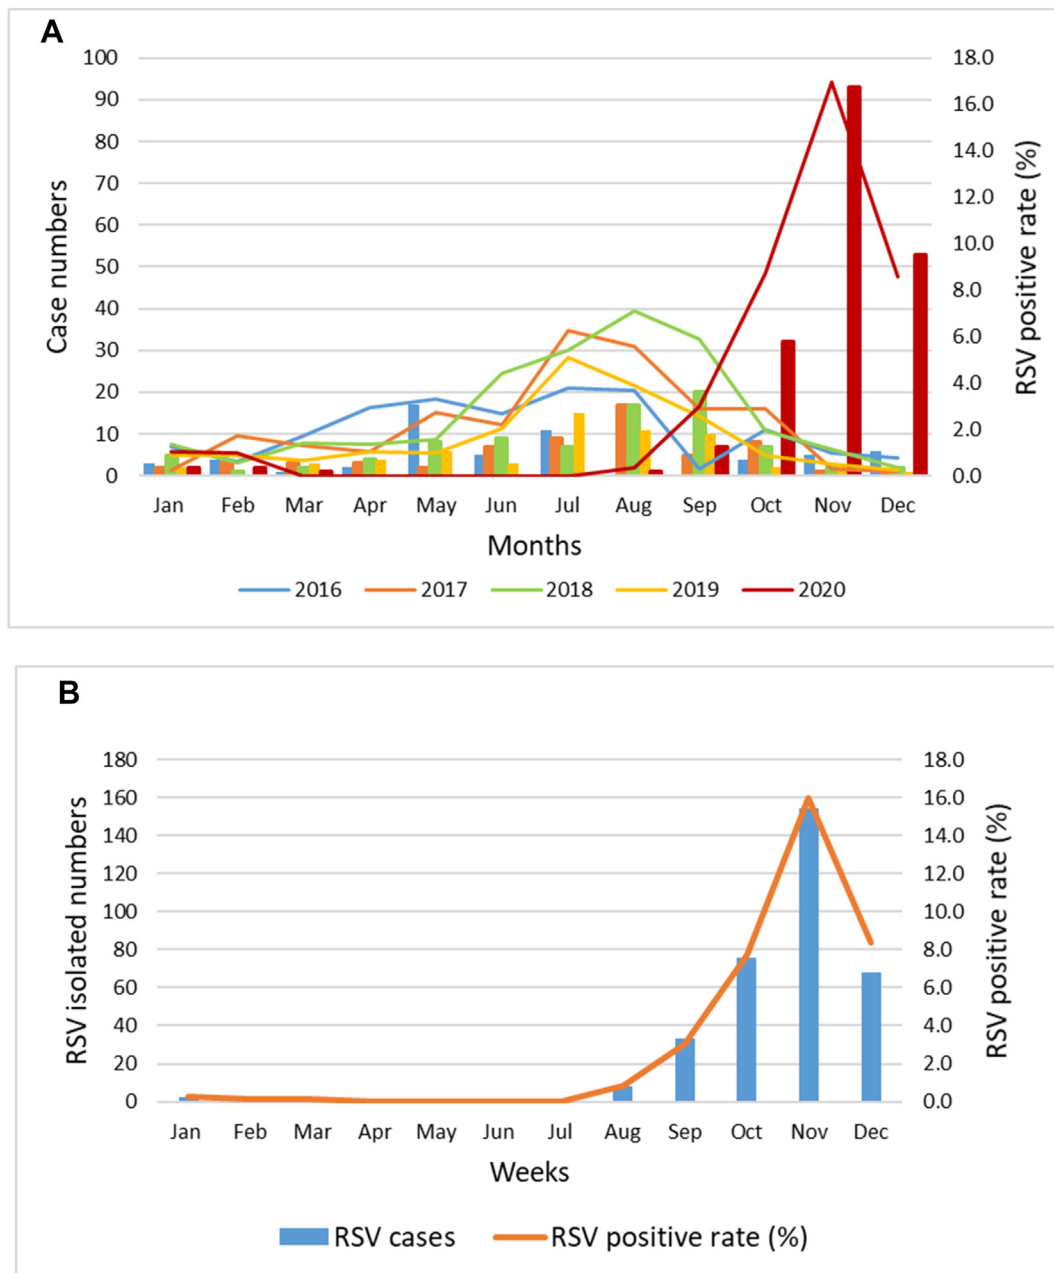 A
100 18.0
90 16.0
80 14.0
70 12.0
60 10.0
50 8.0
40 6.0
30 4.0
20 2.0
10 0.0
0
Case numbers
RSV positive rate (%)
Jan Feb Mar Apr May Jun Jul Aug Sep Oct Nov Dec
Months
2016 2017 2018 2019 2020
B
180 18.0
160 16.0
140 14.0
120 12.0
100 10.0
80 8.0
60 6.0
40 4.0
20 2.0
0 0.0
RSV isolated numbers
RSV positive rate (%)
Jan Feb Mar Apr May Jun Jul Aug Sep Oct Nov Dec
Weeks
RSV cases RSV positive rate (%)